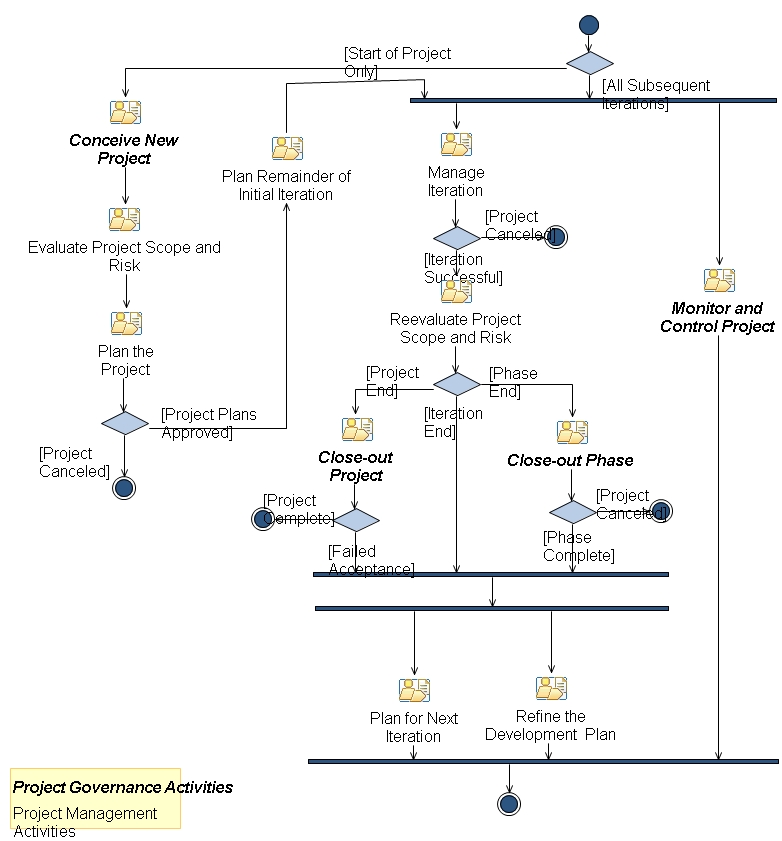 [Start of Project
Only]
[All Subsequent
Iterations]
Conceive New
Project
Plan Remainder of
Initial Iteration
Manage
Iteration
[Project
Canceled]
Evaluate Project Scope and
Risk
[Iteration
Successful]
Monitor and
Control Project
Reevaluate Project
Scope and Risk
Plan the
Project
[Project
End]
[Phase
End]
[Project Plans
Approved]
[Iteration
End]
[Project
Canceled]
Close-out
Project
Close-out Phase
[Project
Complete]
[Project
Canceled]
[Failed
Acceptance]
[Phase
Complete]
Plan for Next
Iteration
Refine the
Development Plan
Project Governance Activities
Project Management
Activities